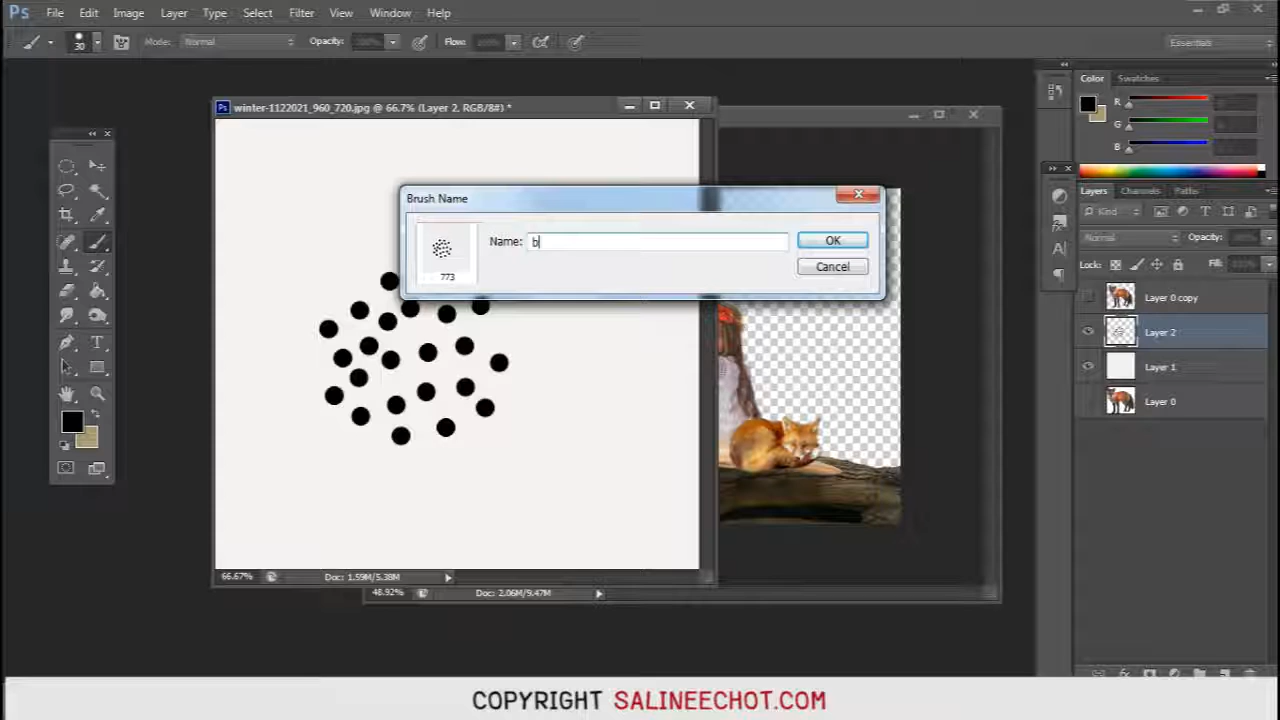 Ps File Edit Image Layer Type Select Filter View Window Help
30 Mode: Normal Opacity: Flow: Essentials
Color Swatches
winter-1122021_960_720.jpg @ 66.7% (Layer 2, RGB/8#) *
R
G
B
Brush Name
Name: b OK
773 Cancel
Layers Channels Paths
Kind
Normal Opacity:
Lock: Fill:
Layer 0 copy
Layer 2
Layer 1
Layer 0
66.67% Doc: 1.59M/5.38M
48.92% Doc: 2.06M/9.47M
COPYRIGHT SALINEECHOT.COM